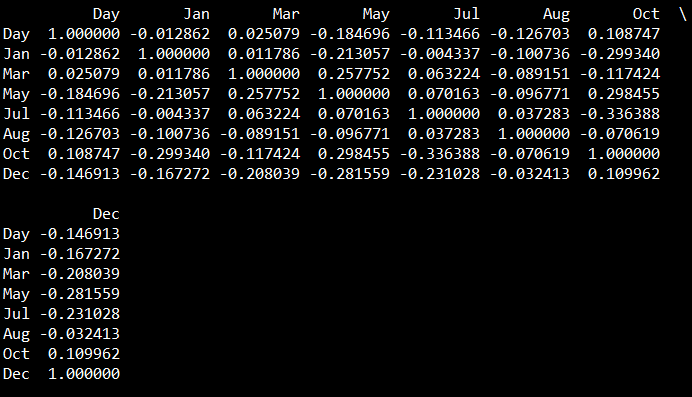 Day Jan Mar May Jul Aug Oct \
Day 1.000000 -0.012862 0.025079 -0.184696 -0.113466 -0.126703 0.108747
Jan -0.012862 1.000000 0.011786 -0.213057 -0.004337 -0.100736 -0.299340
Mar 0.025079 0.011786 1.000000 0.257752 0.063224 -0.089151 -0.117424
May -0.184696 -0.213057 0.257752 1.000000 0.070163 -0.096771 0.298455
Jul -0.113466 -0.004337 0.063224 0.070163 1.000000 0.037283 -0.336388
Aug -0.126703 -0.100736 -0.089151 -0.096771 0.037283 1.000000 -0.070619
Oct 0.108747 -0.299340 -0.117424 0.298455 -0.336388 -0.070619 1.000000
Dec -0.146913 -0.167272 -0.208039 -0.281559 -0.231028 -0.032413 0.109962
Dec
Day -0.146913
Jan -0.167272
Mar -0.208039
May -0.281559
Jul -0.231028
Aug -0.032413
Oct 0.109962
Dec 1.000000